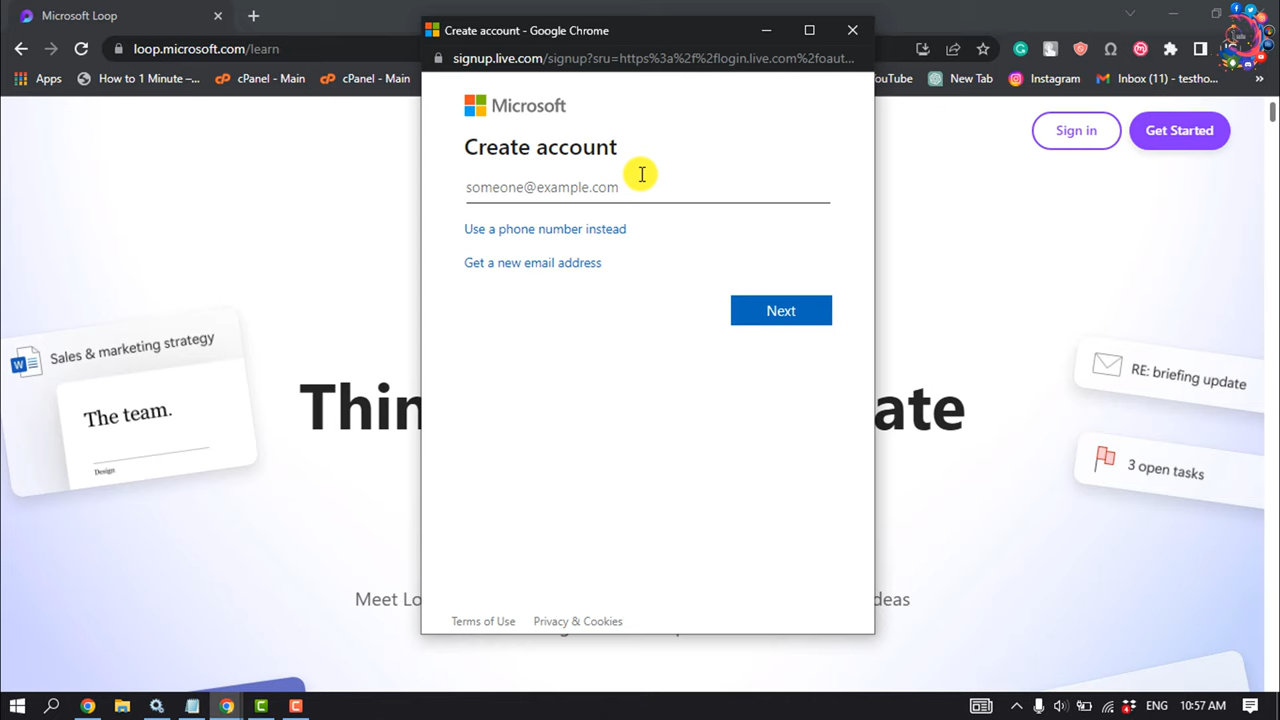 Microsoft Loop
loop.microsoft.com/learn
Apps
How to 1 Minute? - Y...
cPanel - Main
cPanel - Main
YouTube
New Tab
Instagram
Inbox (11) - testho...
Create account - Google Chrome
signup.live.com/signup?sru=https%3a%2f%2flogin.live.com%2foaut...
Microsoft
Create account
someone@example.com
Use a phone number instead
Get a new email address
Next
Terms of Use
Privacy & Cookies
Sign in
Get Started
Sales & marketing strategy
The team.
Design
Thin
ate
RE: briefing update
3 open tasks
Meet Lo
deas
ENG
10:57 AM